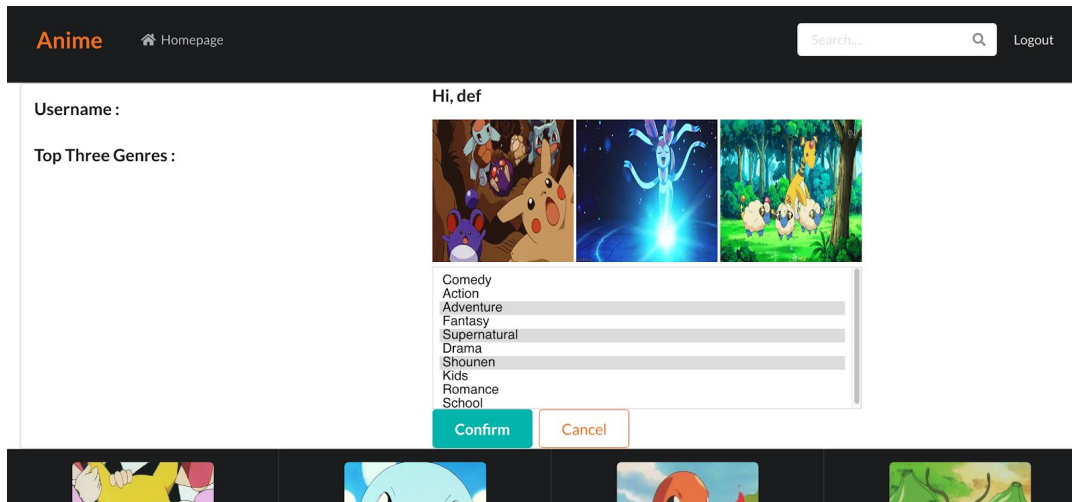 Anime
Homepage
Search....
Logout
Username :
Top Three Genres :
Hi, def
Comedy
Action
Adventure
Fantasy
Supernatural
Drama
Shounen
Kids
Romance
School
Confirm
Cancel